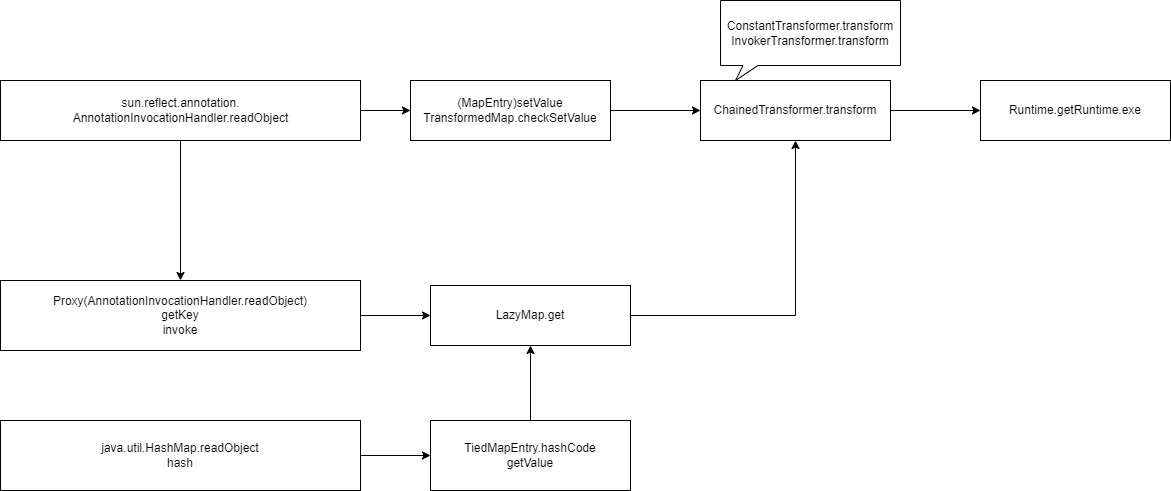 ConstantTransformer.transform
InvokerTransformer.transform
sun.reflect.annotation.
AnnotationInvocationHandler.readObject
(MapEntry)setValue
TransformedMap.checkSetValue
ChainedTransformer.transform
Runtime.getRuntime.exe
Proxy(AnnotationInvocationHandler.readObject)
getKey
invoke
LazyMap.get
java.util.HashMap.readObject
hash
TiedMapEntry.hashCode
getValue